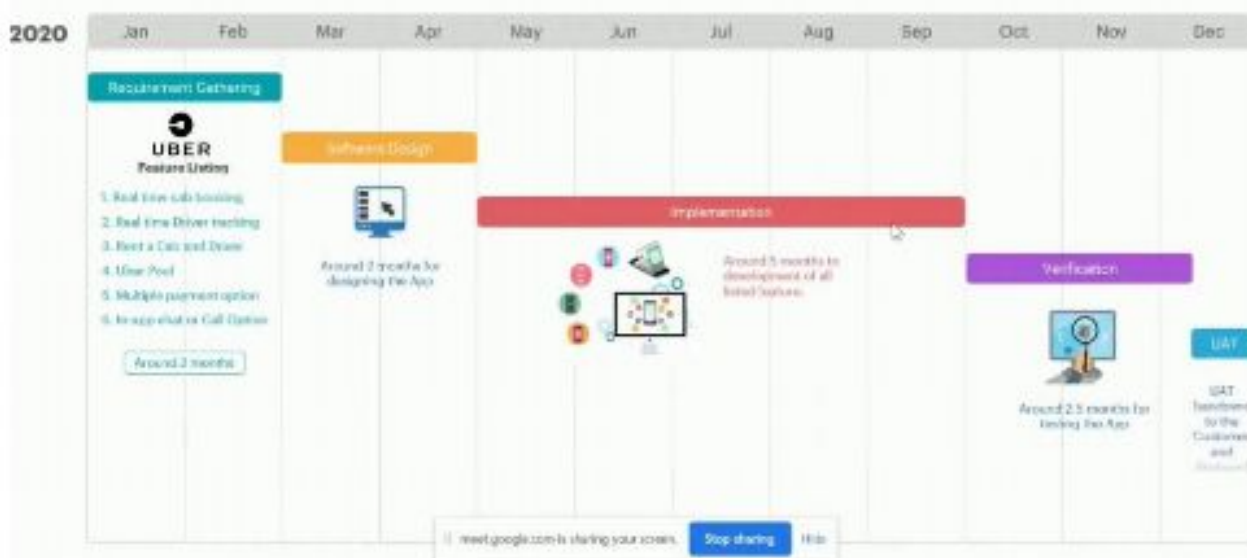 2020 Jan Feb Mar Apr May Jun Jul Aug Sep Oct Nov Dec
Requirement Gathering
UBER
Feature Listing
1. Real time cab booking
2. Real time Driver tracking
3. Rent a Cab and Driver
4. Uber Pool
5. Multiple payment option
6. In-app chat or Call Option
Around 2 months
Software Design
Around 2 months for
designing the App
Implementation
Around 5 months to
development of all
listed feature.
Verification
Around 2.5 months for
testing the App
UAT
UAT
to the
Customer
and
meet.google.com is sharing your screen.
Stop sharing
Hide